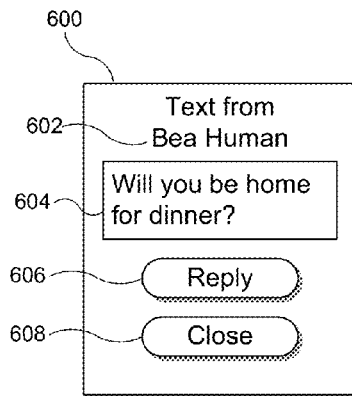 600
Text from
602
Bea Human
Will you be home
604
for dinner?
606
Reply
608
Close